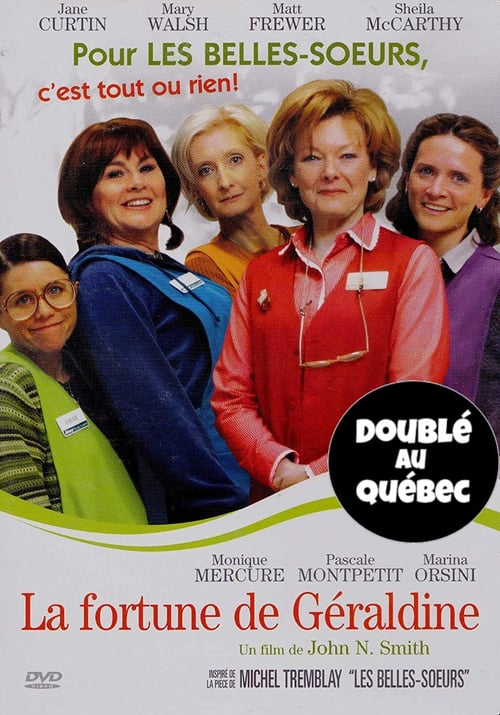 Jane CURTIN
Mary WALSH
Matt FREWER
Sheila McCARTHY
Pour LES BELLES-SOEURS,
c'est tout ou rien!
DOUBLÉ
AU
QUÉBEC
Monique MERCURE
Pascale MONTPETIT
Marina ORSINI
La fortune de Géraldine
Un film de John N. Smith
DVD
VIDEO
INSPIRÉ DE
LA PIECE DE
MICHEL TREMBLAY "LES BELLES-SOEURS"